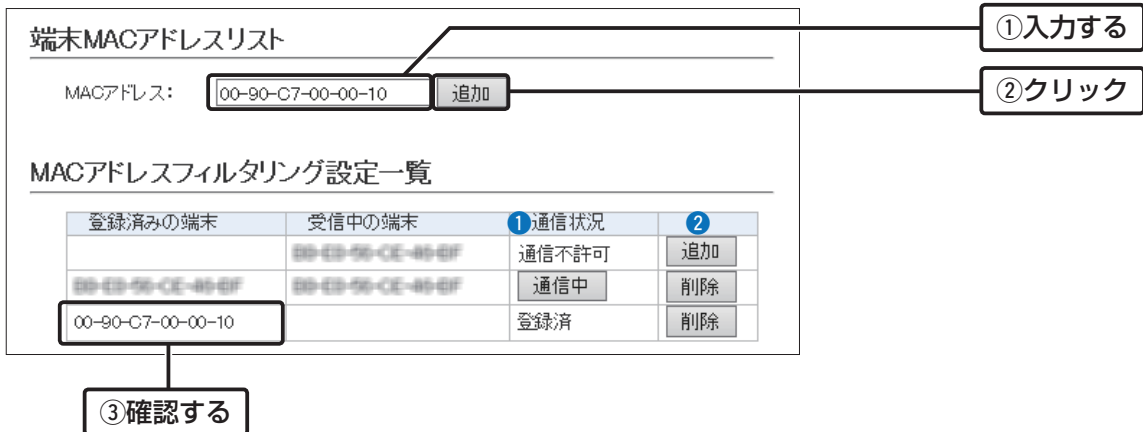 端末MACアドレスリスト
①入力する
MACアドレス: 00-90-C7-00-00-10 追加
②クリック
MACアドレスフィルタリング設定一覧
登録済みの端末 受信中の端末 ❶通信状況 ❷
通信不許可 追加
通信中 削除
00-90-C7-00-00-10 登録済 削除
③確認する